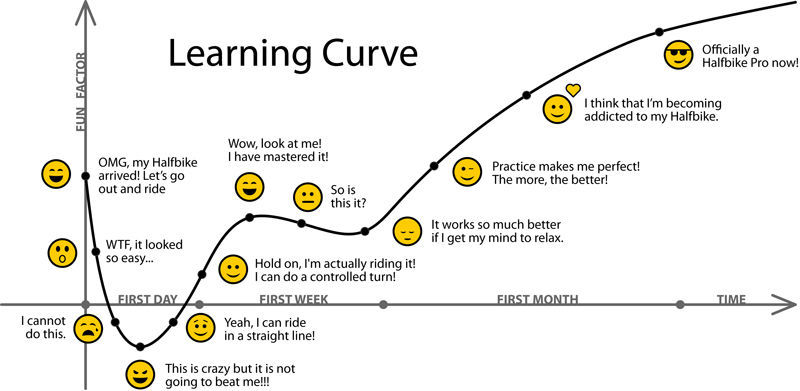 Learning Curve
FUN FACTOR
OMG, my Halfbike
arrived! Let's go
out and ride
WTF, it looked
so easy...
I cannot
do this.
This is crazy but it is not
going to beat me!!!
Yeah, I can ride
in a straight line!
Hold on, I'm actually riding it!
I can do a controlled turn!
Wow, look at me!
I have mastered it!
So is
this it?
It works so much better
if I get my mind to relax.
Practice makes me perfect!
The more, the better!
I think that I'm becoming
addicted to my Halfbike.
Officially a
Halfbike Pro now!
FIRST DAY
FIRST WEEK
FIRST MONTH
TIME